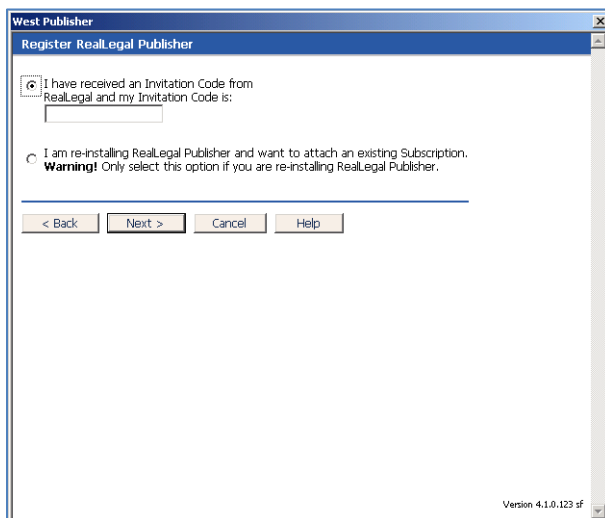 West Publisher
Register RealLegal Publisher
I have received an Invitation Code from
RealLegal and my Invitation Code is:
I am re-installing RealLegal Publisher and want to attach an existing Subscription.
Warning! Only select this option if you are re-installing RealLegal Publisher.
< Back Next > Cancel Help
Version 4.1.0.123 sf